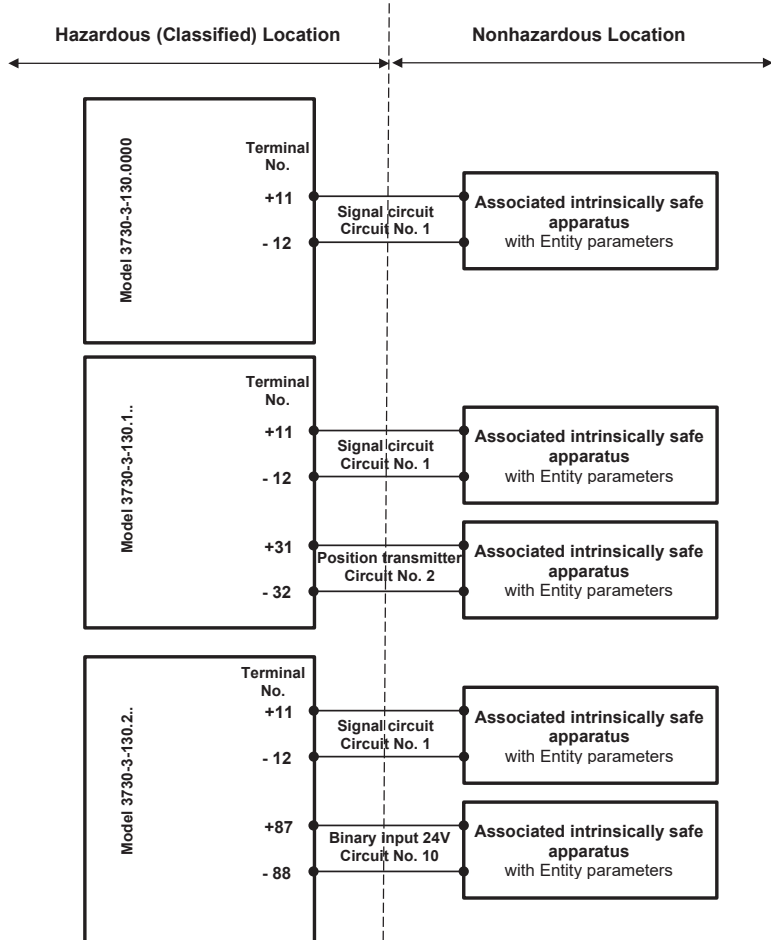 Hazardous (Classified) Location
Nonhazardous Location
Model 3730-3-130.0000
Terminal
No.
+11
- 12
Signal circuit
Circuit No. 1
Associated intrinsically safe
apparatus
with Entity parameters
Model 3730-3-130.1..
Terminal
No.
+11
- 12
Signal circuit
Circuit No. 1
Associated intrinsically safe
apparatus
with Entity parameters
+31
- 32
Position transmitter
Circuit No. 2
Associated intrinsically safe
apparatus
with Entity parameters
Model 3730-3-130.2..
Terminal
No.
+11
- 12
Signal circuit
Circuit No. 1
Associated intrinsically safe
apparatus
with Entity parameters
+87
- 88
Binary input 24V
Circuit No. 10
Associated intrinsically safe
apparatus
with Entity parameters